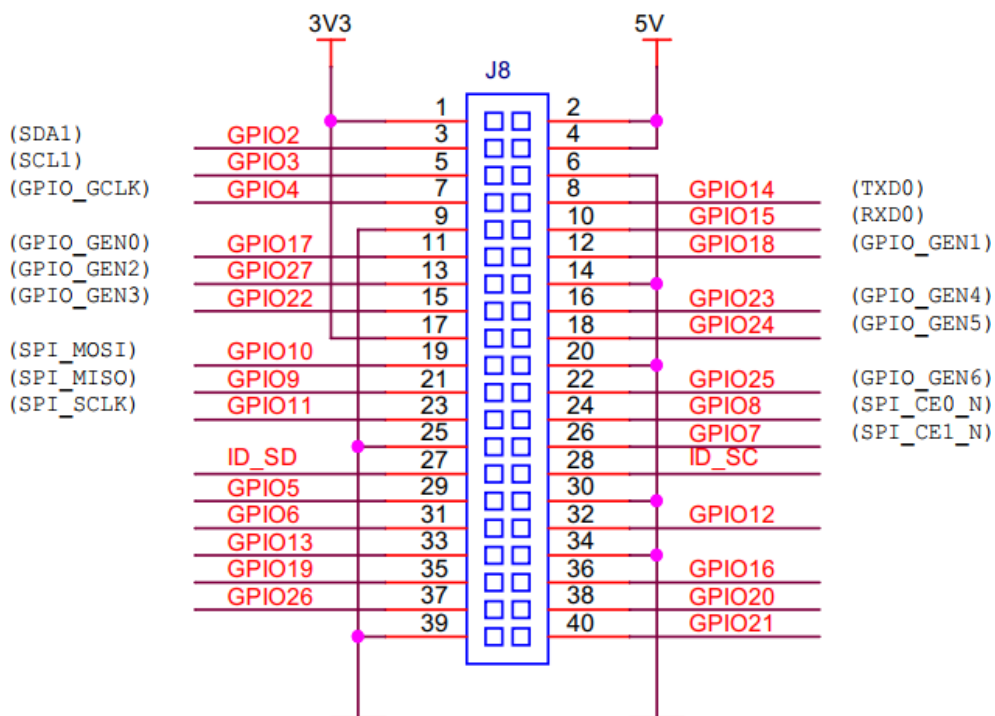 3V3 5V
J8
1 2
(SDA1) GPIO2 3 4
(SCL1) GPIO3 5 6
(GPIO_GCLK) GPIO4 7 8 GPIO14 (TXD0)
9 10 GPIO15 (RXD0)
(GPIO_GEN0) GPIO17 11 12 GPIO18 (GPIO_GEN1)
(GPIO_GEN2) GPIO27 13 14
(GPIO_GEN3) GPIO22 15 16 GPIO23 (GPIO_GEN4)
17 18 GPIO24 (GPIO_GEN5)
(SPI_MOSI) GPIO10 19 20
(SPI_MISO) GPIO9 21 22 GPIO25 (GPIO_GEN6)
(SPI_SCLK) GPIO11 23 24 GPIO8 (SPI_CE0_N)
25 26 GPIO7 (SPI_CE1_N)
ID_SD 27 28 ID_SC
GPIO5 29 30
GPIO6 31 32 GPIO12
GPIO13 33 34
GPIO19 35 36 GPIO16
GPIO26 37 38 GPIO20
39 40 GPIO21